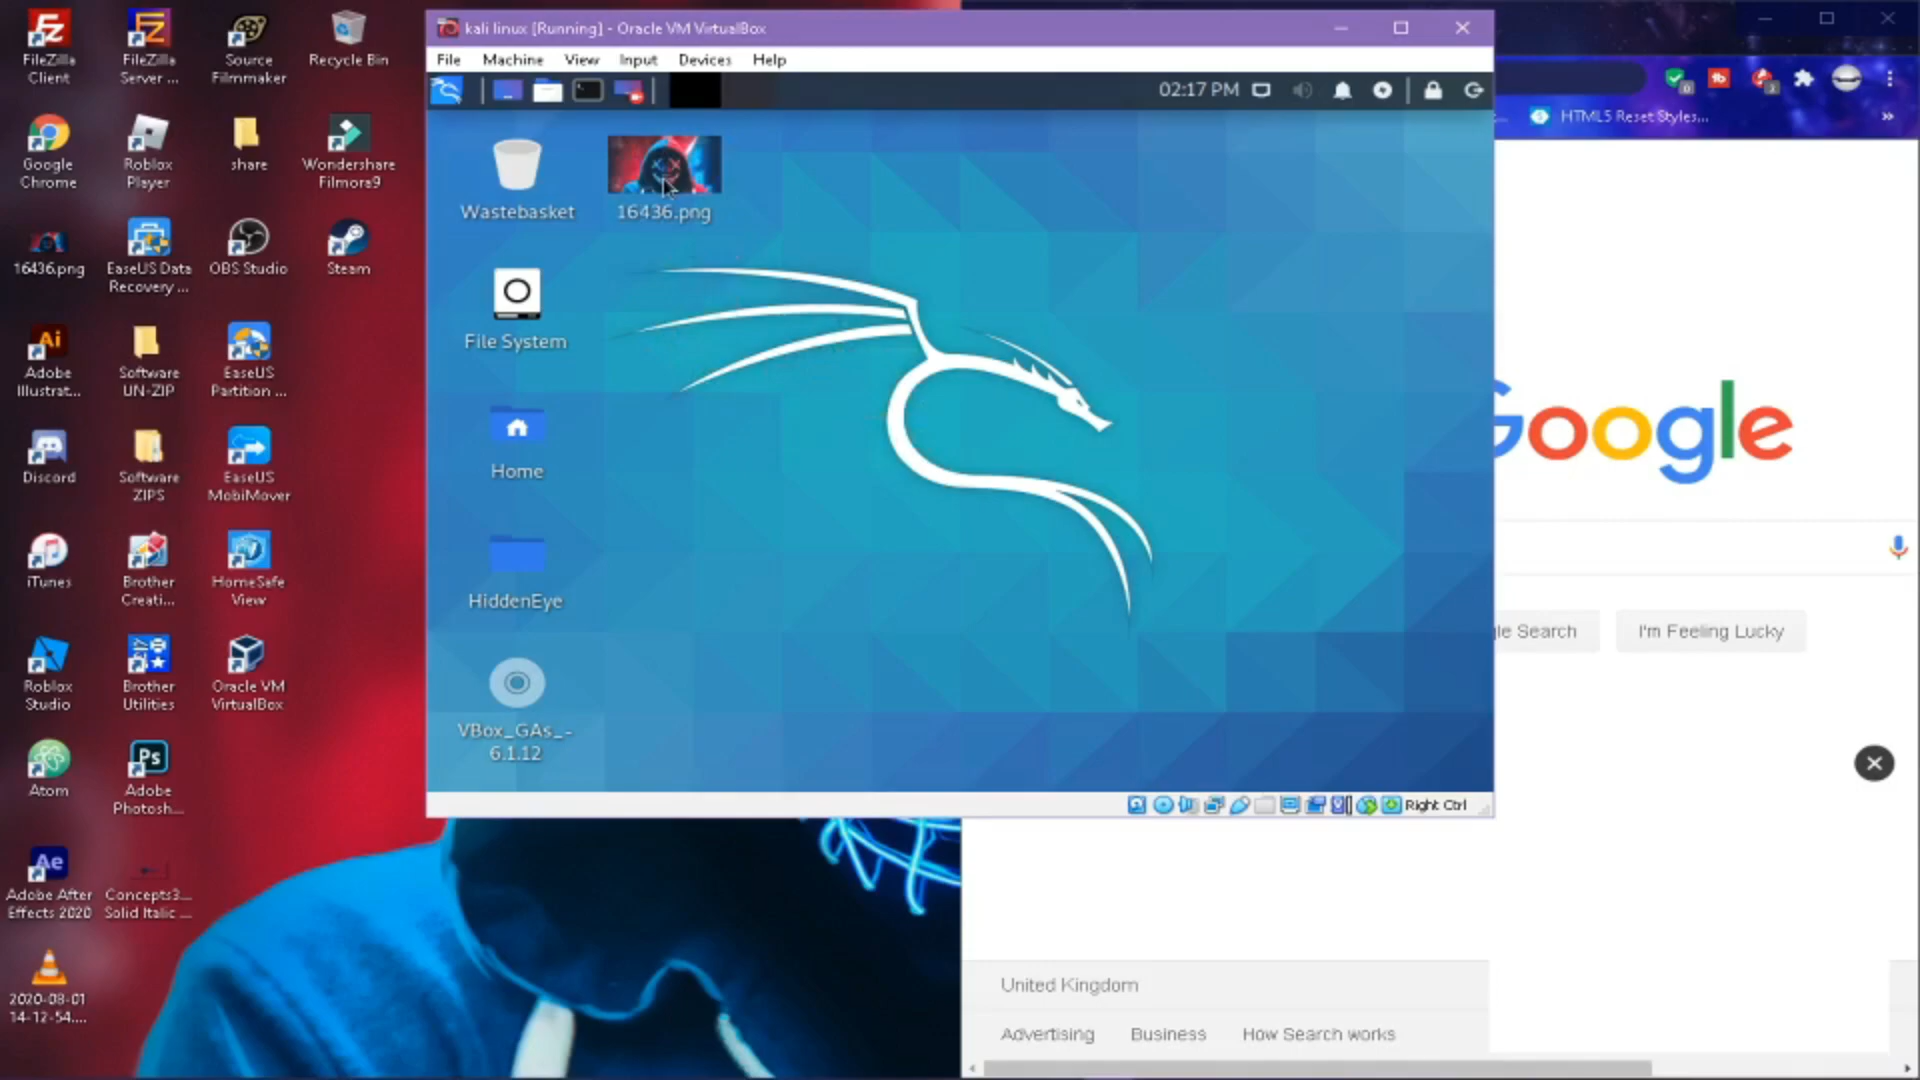 FileZilla
Client
FileZilla
Server ...
Source
Filmmaker
Recycle Bin
Google
Chrome
Roblox
Player
share
Wondershare
Filmora9
16436.png
EaseUS Data
Recovery ...
OBS Studio
Steam
Adobe
Illustrat...
Software
UN-ZIP
EaseUS
Partition ...
Discord
Software
ZIPS
EaseUS
MobiMover
iTunes
Brother
Creati...
HomeSafe
View
Roblox
Studio
Brother
Utilities
Oracle VM
VirtualBox
Atom
Adobe
Photosh...
Adobe After
Effects 2020
Concepts3...
Solid Italic ...
2020-08-01
14-12-54....
Ai
Ps
Ae
kali linux [Running] - Oracle VM VirtualBox
File Machine View Input Devices Help
02:17 PM
Wastebasket
16436.png
File System
Home
HiddenEye
VBox_GAs_-
6.1.12
Right Ctrl
HTML5 Reset Styles...
Google
gle Search
I'm Feeling Lucky
United Kingdom
Advertising Business How Search works